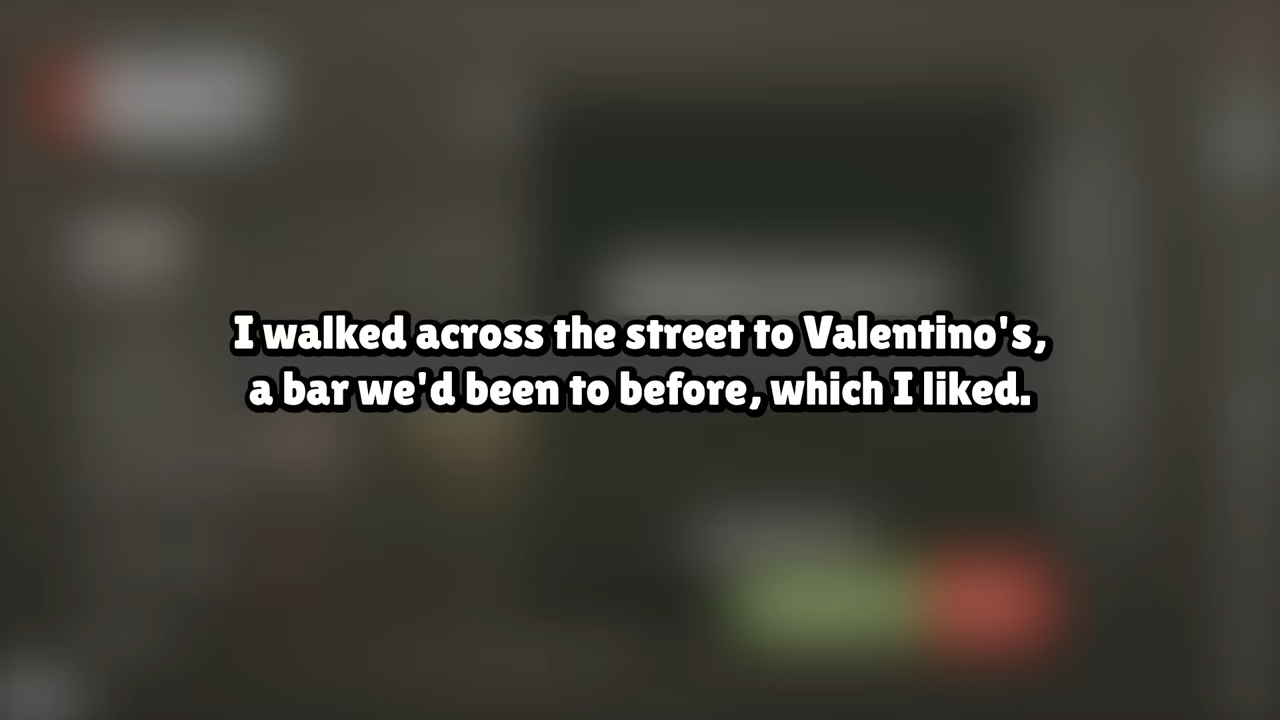 I walked across the street to Valentino's,
a bar we'd been to before, which I liked.